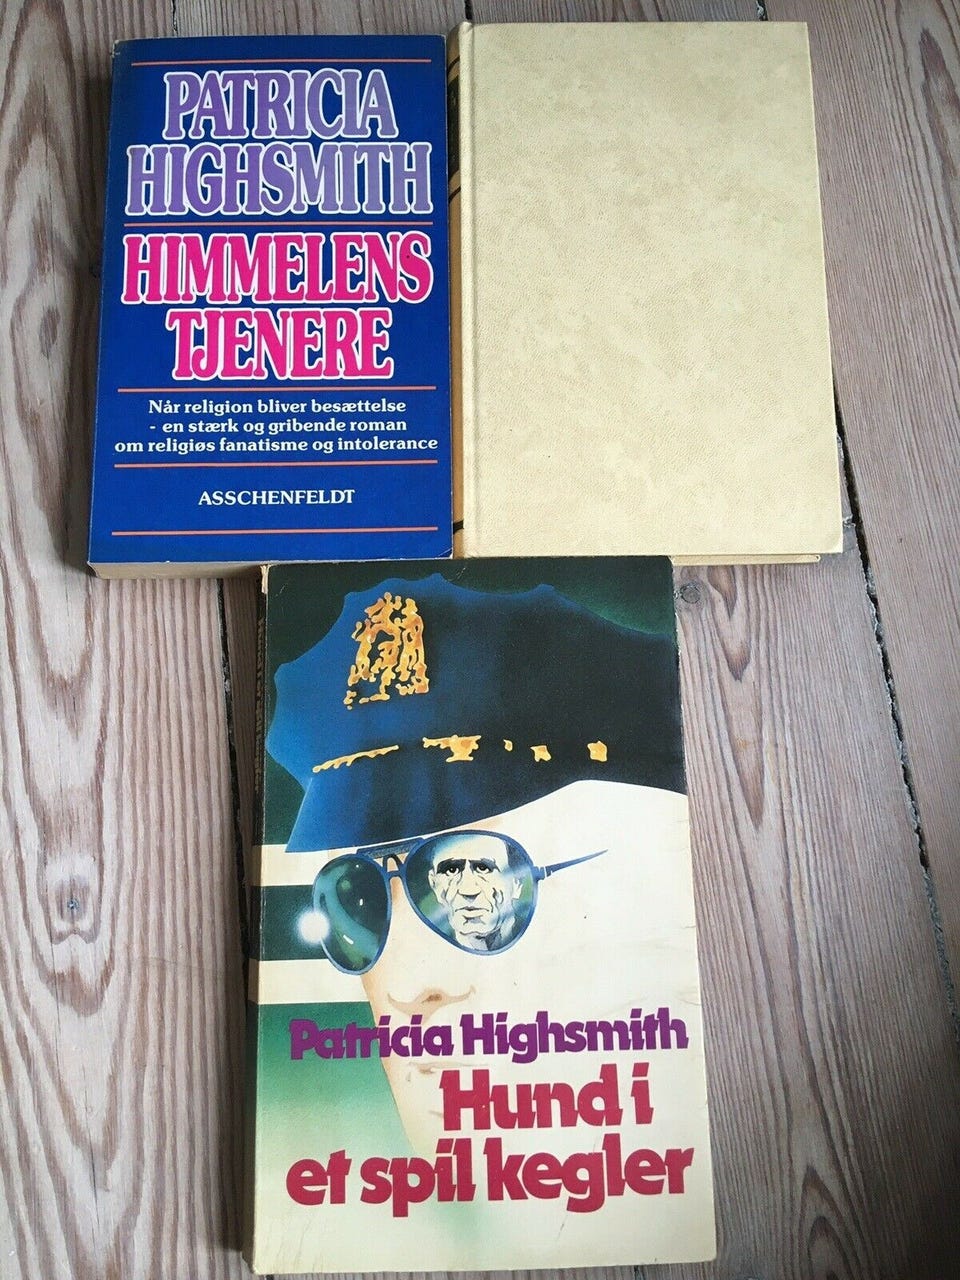 PATRICIA
HIGHSMITH
HIMMELENS
TJENERE
Når religion bliver besættelse
- en stærk og gribende roman
om religiøs fanatisme og intolerance
ASSCHENFELDT
Patricia Highsmith
Hund i
et spil kegler